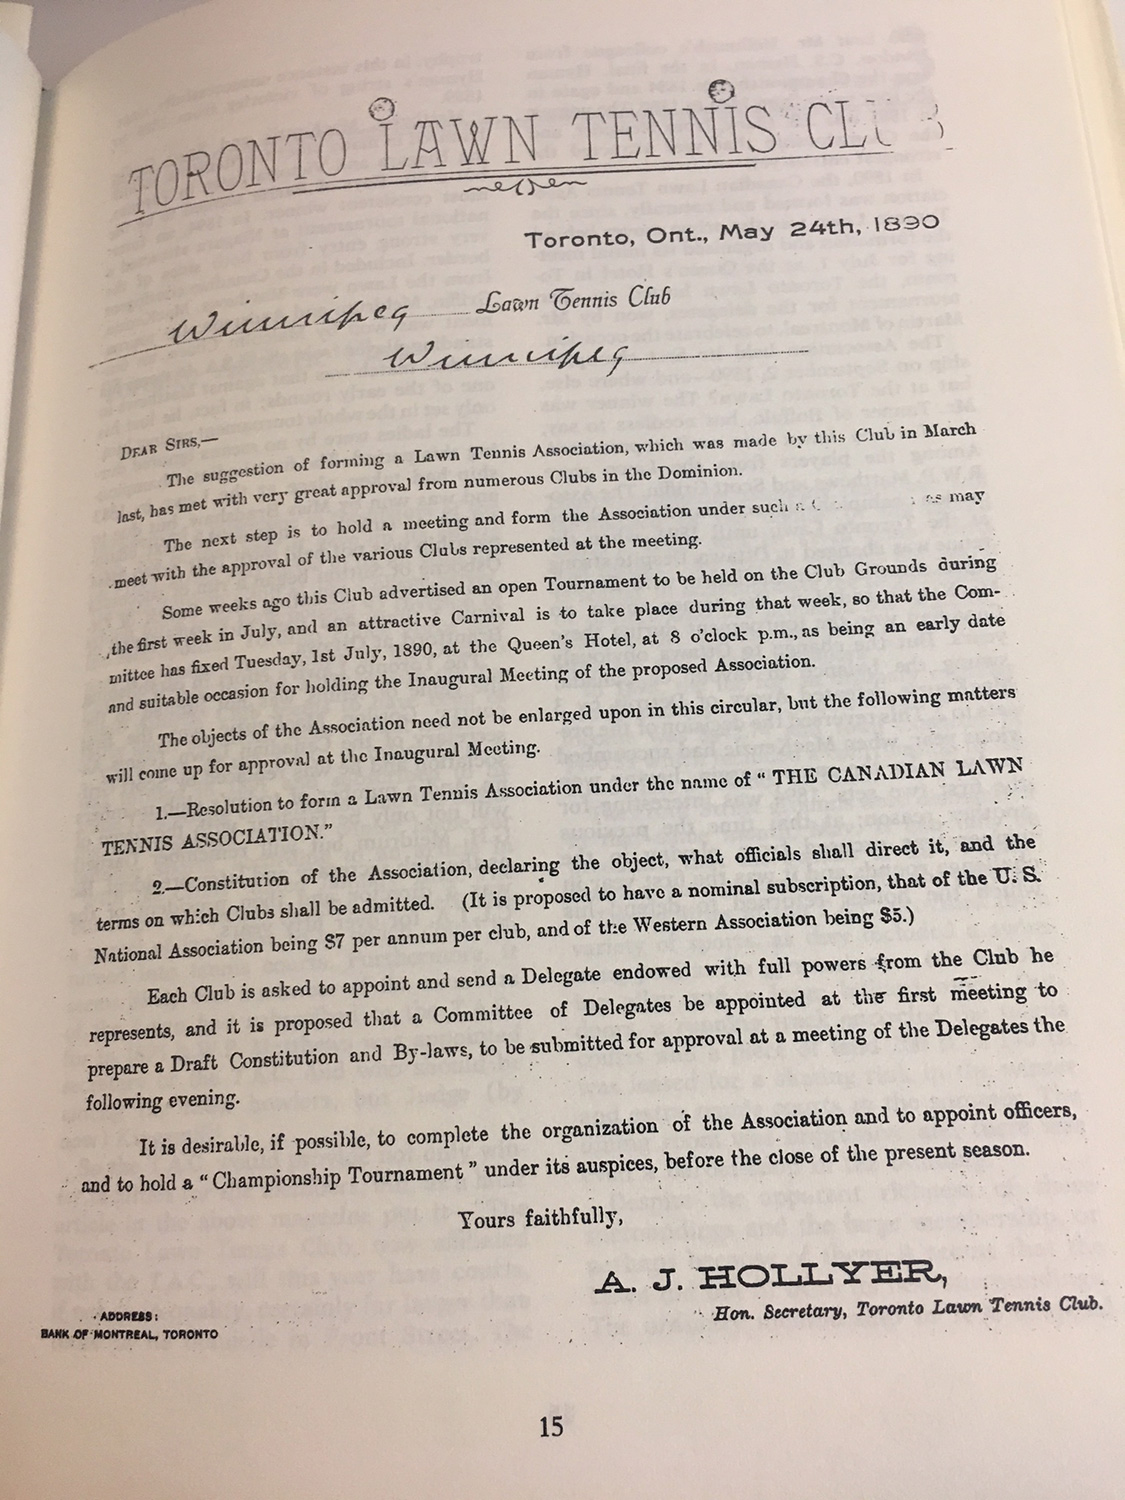 TORONTO LAWN TENNIS CLUB
Toronto, Ont., May 24th, 1890
Winnipeg Lawn Tennis Club
Winnipeg
DEAR SIRS,—
The suggestion of forming a Lawn Tennis Association, which was made by this Club in March
last, has met with very great approval from numerous Clubs in the Dominion.
The next step is to hold a meeting and form the Association under such as may
meet with the approval of the various Clubs represented at the meeting.
Some weeks ago this Club advertised an open Tournament to be held on the Club Grounds during
the first week in July, and an attractive Carnival is to take place during that week, so that the Com-
mittee has fixed Tuesday, 1st July, 1890, at the Queen's Hotel, at 8 o'clock p.m., as being an early date
and suitable occasion for holding the Inaugural Meeting of the proposed Association.
The objects of the Association need not be enlarged upon in this circular, but the following matters
will come up for approval at the Inaugural Meeting.
1.—Resolution to form a Lawn Tennis Association under the name of “ THE CANADIAN LAWN
TENNIS ASSOCIATION.”
2.—Constitution of the Association, declaring the object, what officials shall direct it, and the
terms on which Clubs shall be admitted. (It is proposed to have a nominal subscription, that of the U. S.
National Association being $7 per annum per club, and of the Western Association being $5.)
Each Club is asked to appoint and send a Delegate endowed with full powers from the Club he
represents, and it is proposed that a Committee of Delegates be appointed at the first meeting to
prepare a Draft Constitution and By-laws, to be submitted for approval at a meeting of the Delegates the
following evening.
It is desirable, if possible, to complete the organization of the Association and to appoint officers,
and to hold a “ Championship Tournament ” under its auspices, before the close of the present season.
Yours faithfully,
A. J. HOLLYER,
Hon. Secretary, Toronto Lawn Tennis Club.
ADDRESS:
BANK OF MONTREAL, TORONTO
15